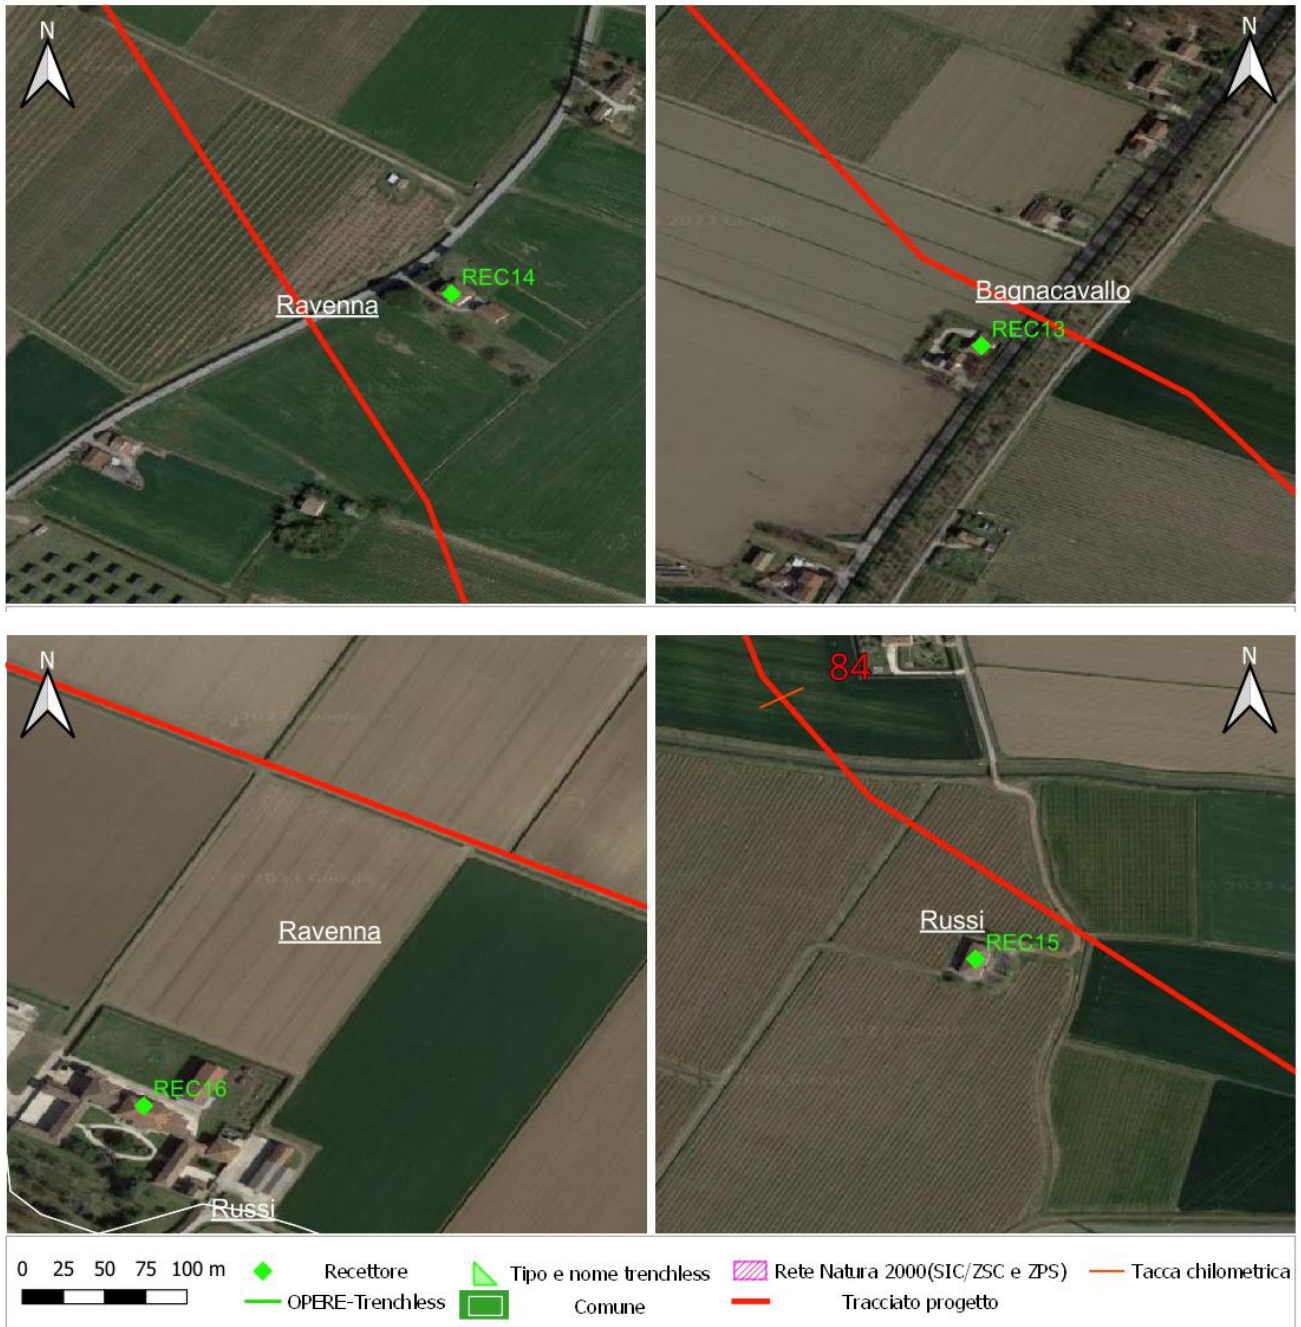 N
REC14
Ravenna
N
Bagnacavallo
REC13
N
Ravenna
REC16
Russi
84
N
Russi
REC15
0 25 50 75 100 m
Recettore
Tipo e nome trenchless
Rete Natura 2000(SIC/ZSC e ZPS)
Tacca chilometrica
OPERE-Trenchless
Comune
Tracciato progetto